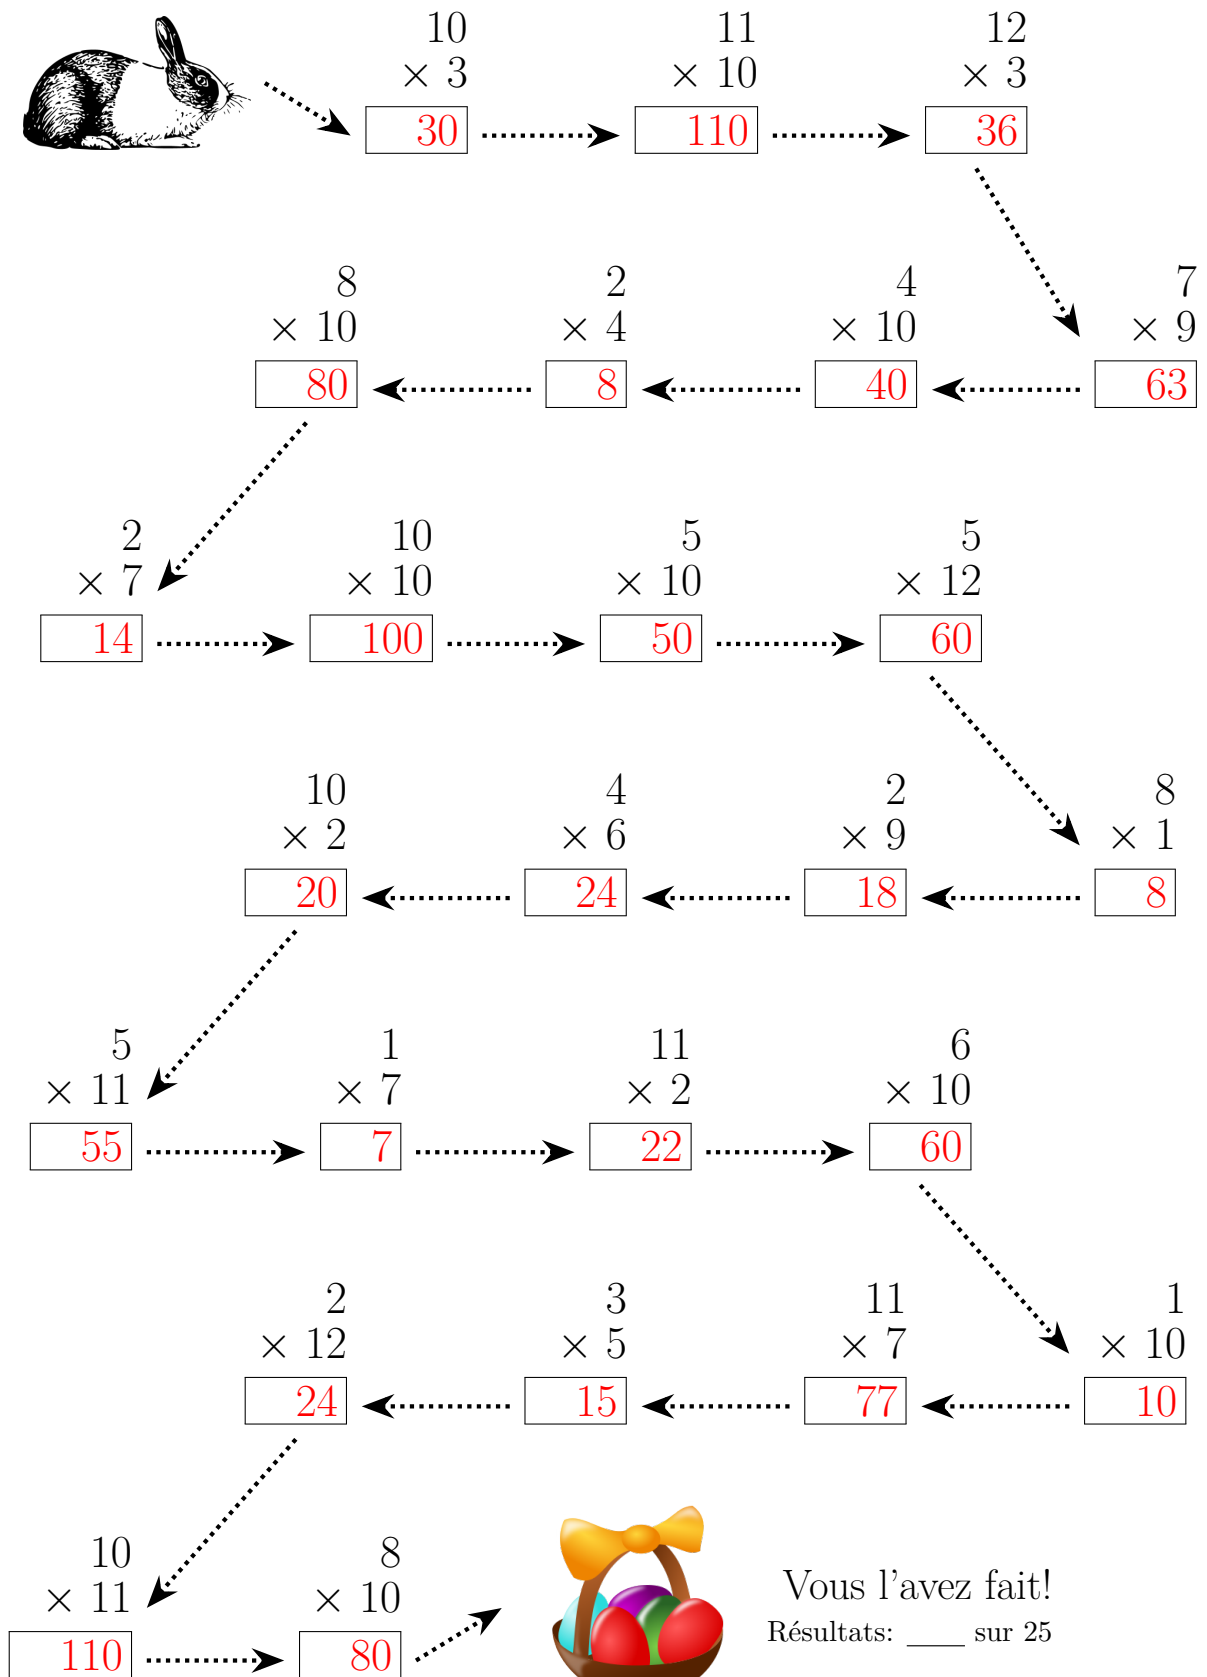 10 11 12
× 3 × 10 × 3
30 110 36
8 2 4 7
× 10 × 4 × 10 × 9
80 8 40 63
2 10 5 5
× 7 × 10 × 10 × 12
14 100 50 60
10 4 2 8
× 2 × 6 × 9 × 1
20 24 18 8
5 1 11 6
× 11 × 7 × 2 × 10
55 7 22 60
2 3 11 1
× 12 × 5 × 7 × 10
24 15 77 10
10 8
× 11 × 10
110 80
Vous l'avez fait!
Résultats: ____ sur 25